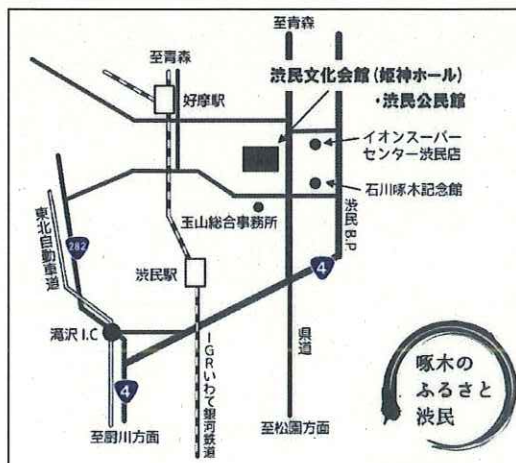 至青森
至青森
渋民文化会館(姫神ホール)
・渋民公民館
好摩駅
イオンスーパー
センター渋民店
石川啄木記念館
玉山総合事務所
渋民B.P
東北自動車道
282
渋民駅
4
滝沢I.C
IGRいわて銀河鉄道
県道
4
至厨川方面
至松園方面
啄木の
ふるさと
渋民